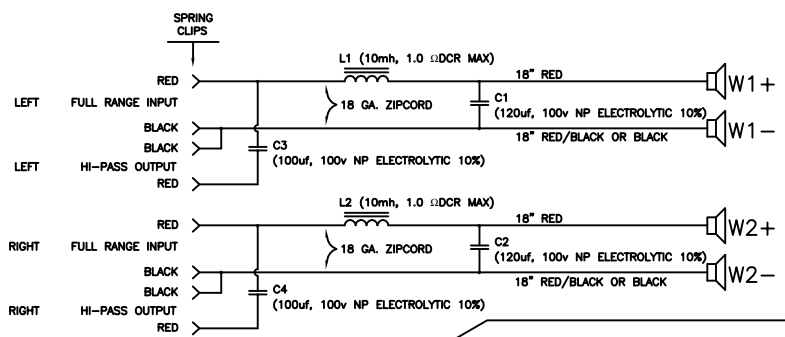 SPRING
CLIPS
L1 (10mh, 1.0 ΩDCR MAX)
RED
18" RED
W1+
LEFT FULL RANGE INPUT
18 GA. ZIPCORD
C1
(120uf, 100v NP ELECTROLYTIC 10%)
BLACK
W1-
BLACK
18" RED/BLACK OR BLACK
C3
(100uf, 100v NP ELECTROLYTIC 10%)
LEFT HI-PASS OUTPUT
RED
L2 (10mh, 1.0 ΩDCR MAX)
RED
18" RED
W2+
RIGHT FULL RANGE INPUT
18 GA. ZIPCORD
C2
(120uf, 100v NP ELECTROLYTIC 10%)
BLACK
W2-
18" RED/BLACK OR BLACK
BLACK
C4
(100uf, 100v NP ELECTROLYTIC 10%)
RIGHT HI-PASS OUTPUT
RED